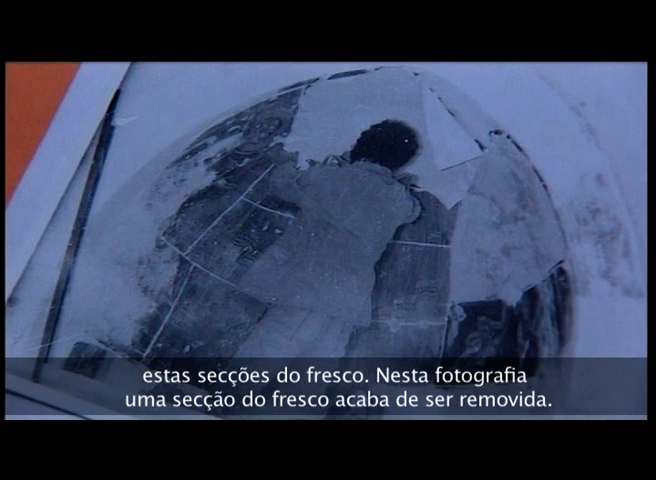 estas secções do fresco. Nesta fotografia
uma secção do fresco acaba de ser removida.